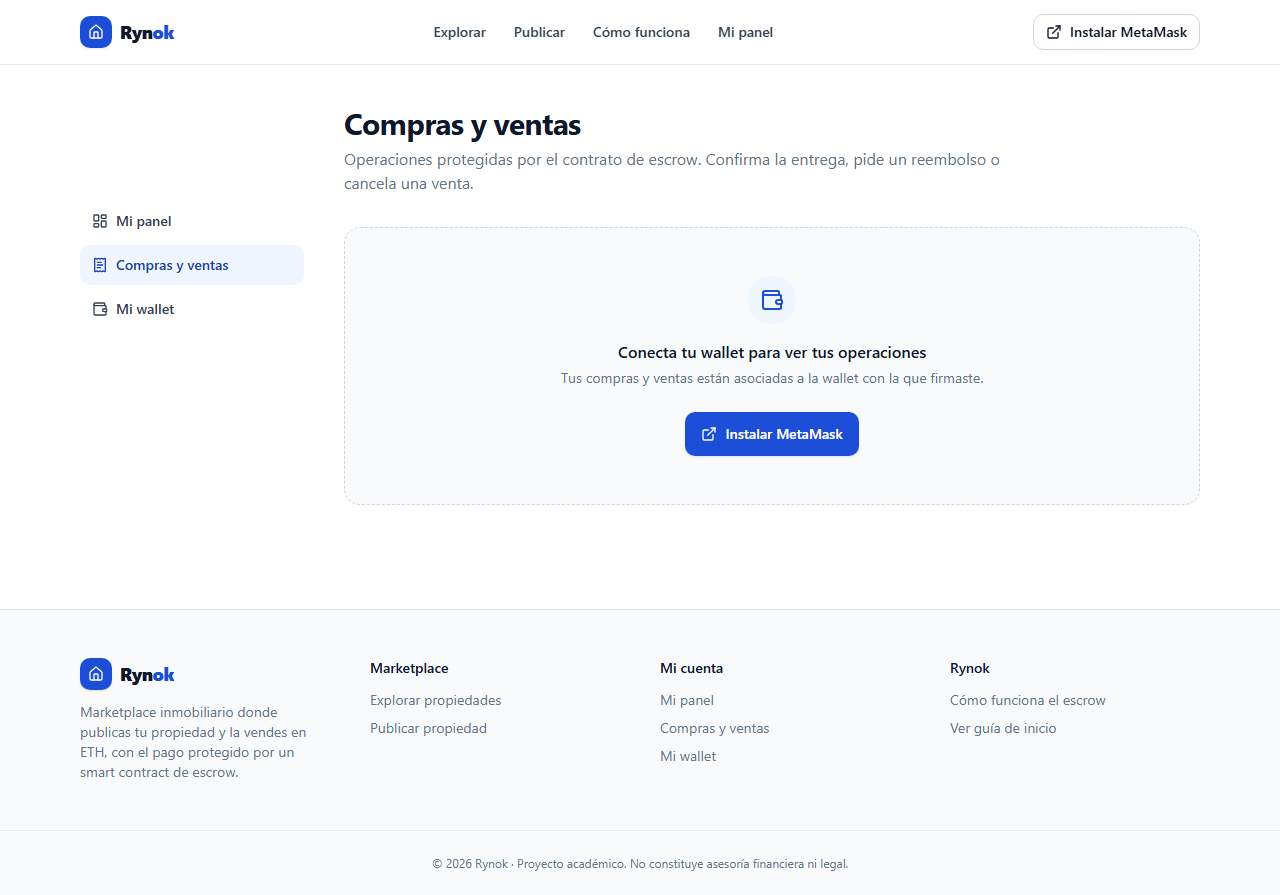 Rynok
Explorar
Publicar
Cómo funciona
Mi panel
Instalar MetaMask
Compras y ventas
Operaciones protegidas por el contrato de escrow. Confirma la entrega, pide un reembolso o
cancela una venta.
Mi panel
Compras y ventas
Mi wallet
Conecta tu wallet para ver tus operaciones
Tus compras y ventas están asociadas a la wallet con la que firmaste.
Instalar MetaMask
Rynok
Marketplace inmobiliario donde
publicas tu propiedad y la vendes en
ETH, con el pago protegido por un
smart contract de escrow.
Marketplace
Explorar propiedades
Publicar propiedad
Mi cuenta
Mi panel
Compras y ventas
Mi wallet
Rynok
Cómo funciona el escrow
Ver guía de inicio
© 2026 Rynok · Proyecto académico. No constituye asesoría financiera ni legal.